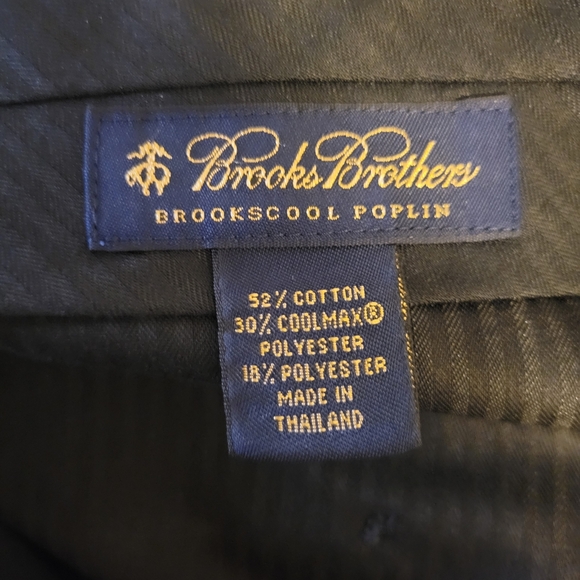 Brooks Brothers
BROOKSCOOL POPLIN
52% COTTON
30% COOLMAX®
POLYESTER
18% POLYESTER
MADE IN
THAILAND